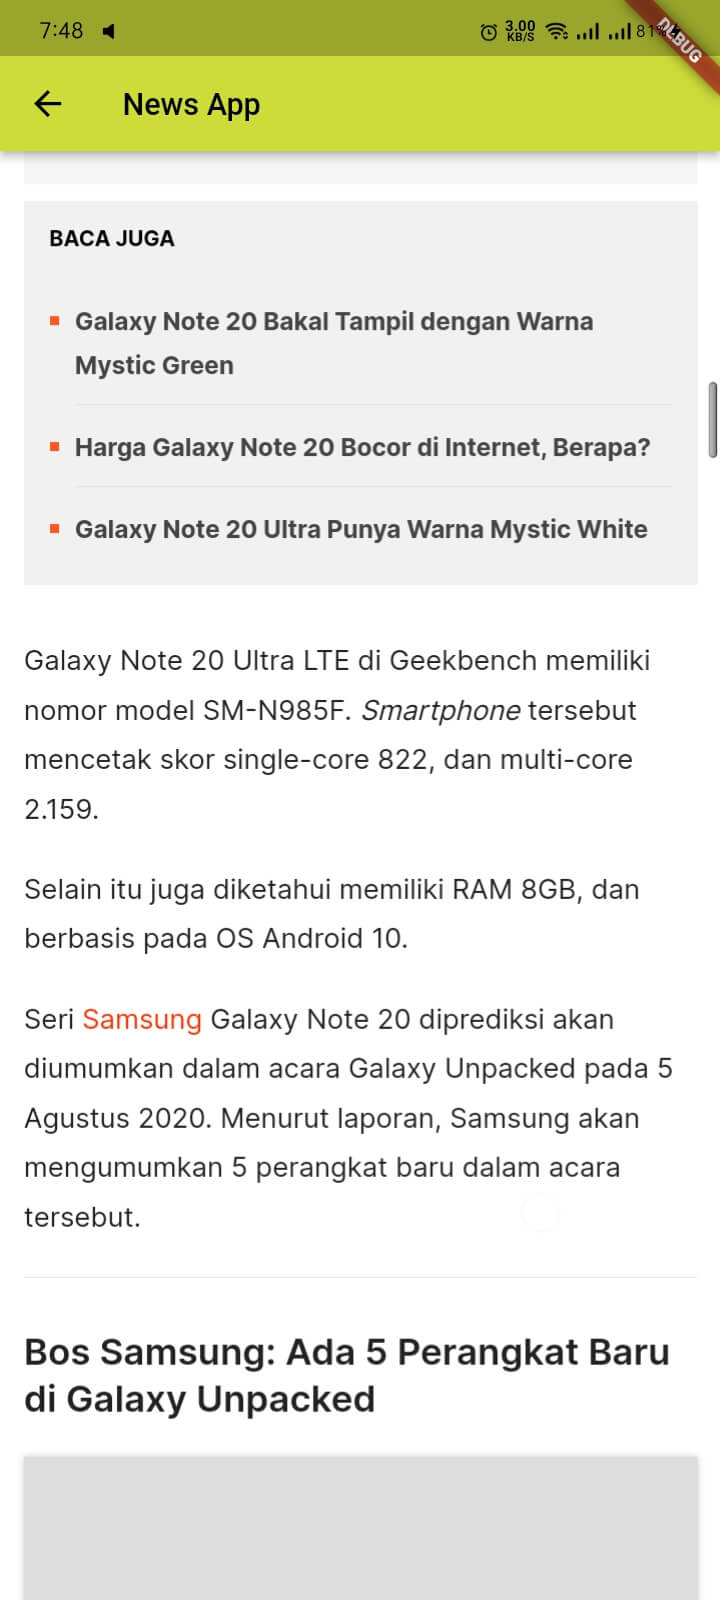 7:48
3.00
KB/S
81%
DEBUG
News App
BACA JUGA
Galaxy Note 20 Bakal Tampil dengan Warna
Mystic Green
Harga Galaxy Note 20 Bocor di Internet, Berapa?
Galaxy Note 20 Ultra Punya Warna Mystic White
Galaxy Note 20 Ultra LTE di Geekbench memiliki
nomor model SM-N985F. Smartphone tersebut
mencetak skor single-core 822, dan multi-core
2.159.
Selain itu juga diketahui memiliki RAM 8GB, dan
berbasis pada OS Android 10.
Seri Samsung Galaxy Note 20 diprediksi akan
diumumkan dalam acara Galaxy Unpacked pada 5
Agustus 2020. Menurut laporan, Samsung akan
mengumumkan 5 perangkat baru dalam acara
tersebut.
Bos Samsung: Ada 5 Perangkat Baru
di Galaxy Unpacked